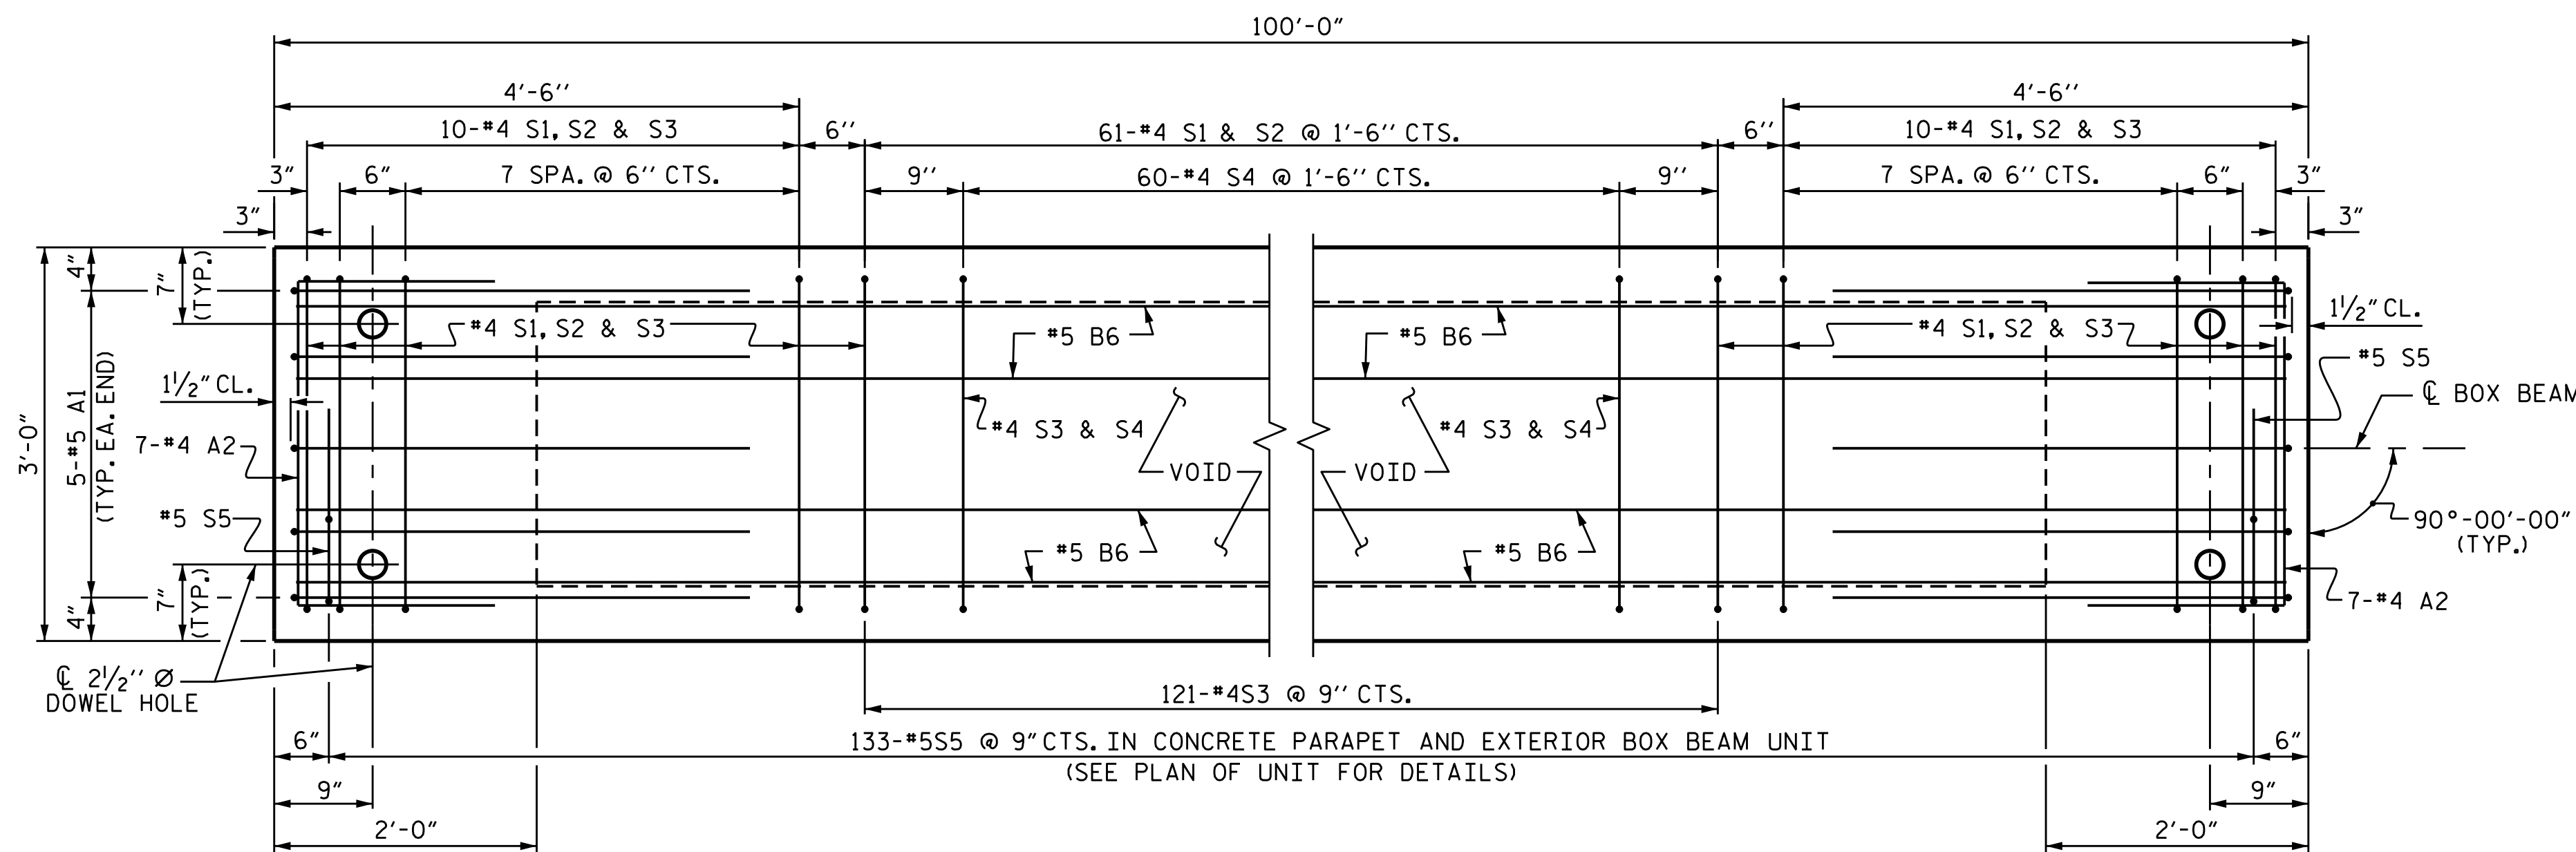 100'-0"
4'-6''
4'-6''
10-#4 S1, S2 & S3
6''
61-#4 S1 & S2 @ 1'-6'' CTS.
6''
10-#4 S1, S2 & S3
3"
6"
7 SPA. @ 6'' CTS.
9''
60-#4 S4 @ 1'-6'' CTS.
9''
7 SPA. @ 6'' CTS.
6"
3"
3"
3"
4"
7"
(TYP.)
#4 S1, S2 & S3
#5 B6
#5 B6
#4 S1, S2 & S3
1½" CL.
#5 S5
3'-0"
5-#5 A1
(TYP. EA. END)
1½" CL.
℄ BOX BEAM
7-#4 A2
#4 S3 & S4
#4 S3 & S4
VOID
VOID
#5 S5
90°-00'-00"
(TYP.)
#5 B6
#5 B6
4"
7"
(TYP.)
7-#4 A2
℄ 2½'' Ø
DOWEL HOLE
121-#4S3 @ 9'' CTS.
6"
133-#5S5 @ 9" CTS. IN CONCRETE PARAPET AND EXTERIOR BOX BEAM UNIT
6"
(SEE PLAN OF UNIT FOR DETAILS)
9"
9"
2'-0"
2'-0"